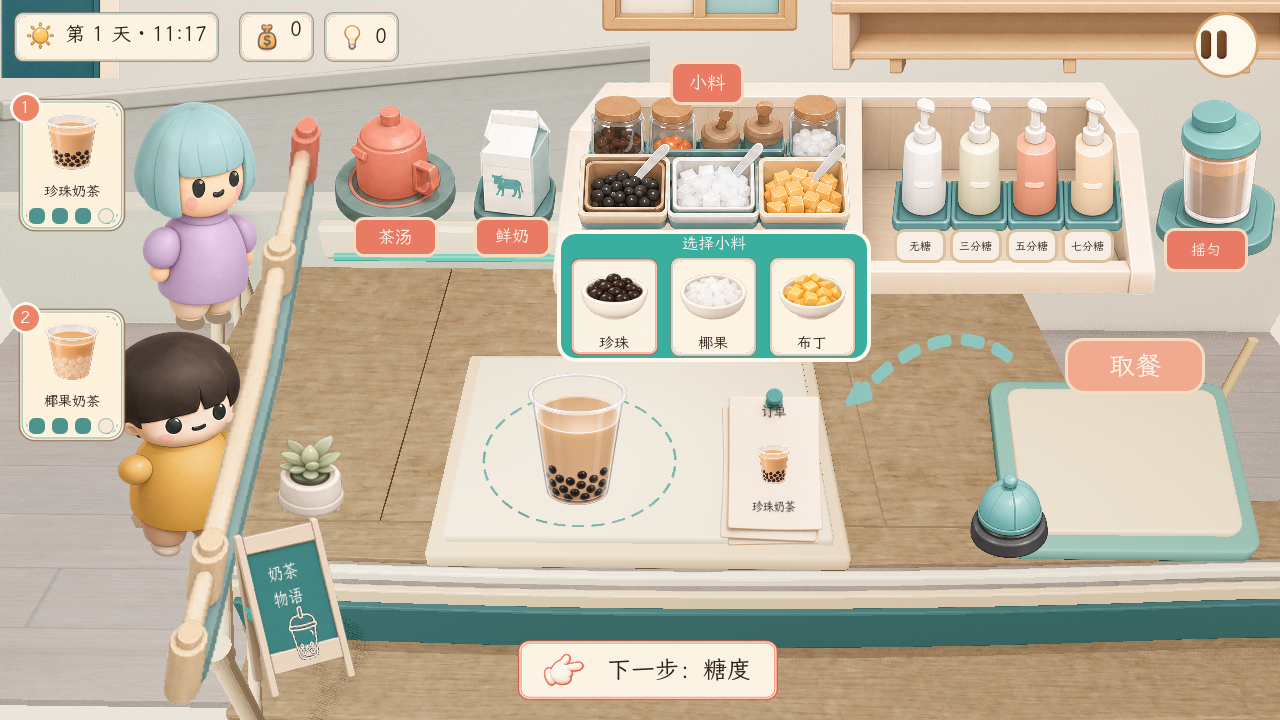 第 1 天·11:17
0
0
1
珍珠奶茶
2
椰果奶茶
小料
茶汤
鲜奶
无糖
三分糖
五分糖
七分糖
摇匀
选择小料
珍珠
椰果
布丁
取餐
订单
珍珠奶茶
奶茶
物语
下一步：糖度